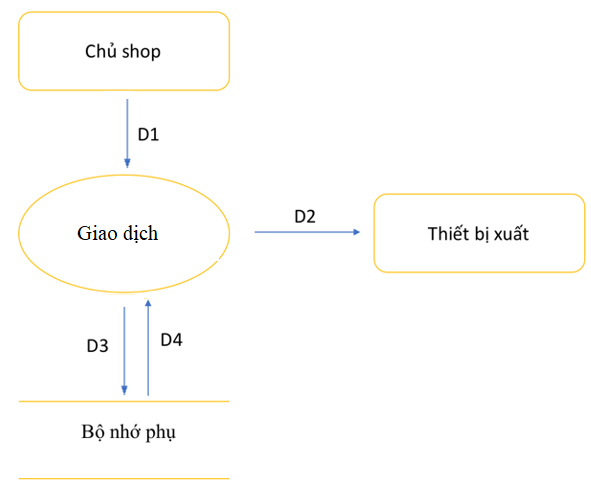 Chủ shop
D1
Giao dịch
D2
Thiết bị xuất
D3
D4
Bộ nhớ phụ